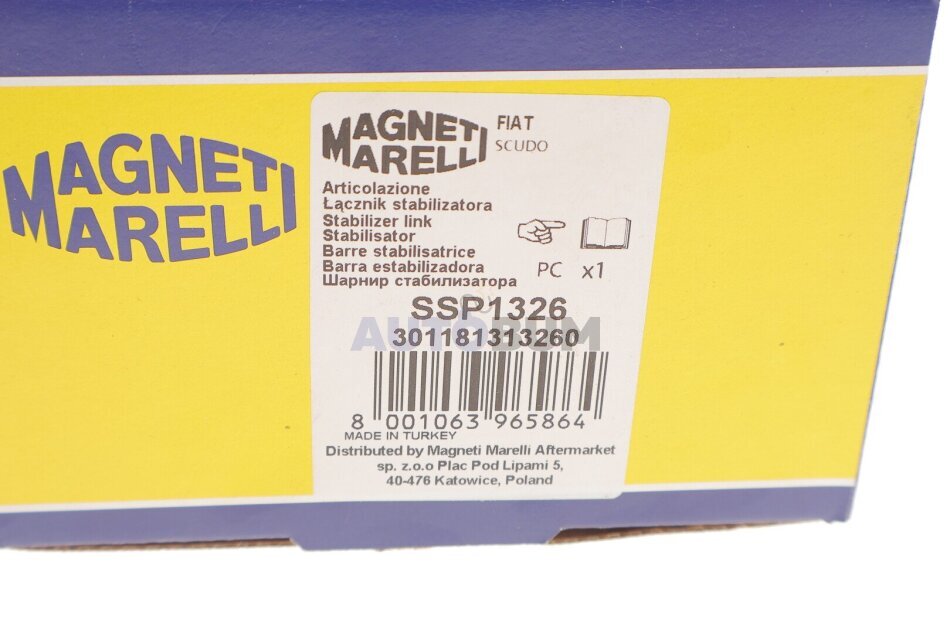 MAGNETI
MARELLI
MAGNETI
MARELLI
FIAT
SCUDO
Articolazione
Łącznik stabilizatora
Stabilizer link
Stabilisator
Barre stabilisatrice
Barra estabilizadora
Шарнир стабилизатора
PC x1
SSP1326
AUTOBUM
301181313260
8 001063 965864
MADE IN TURKEY
Distributed by Magneti Marelli Aftermarket
sp. z.o.o Plac Pod Lipami 5,
40-476 Katowice, Poland